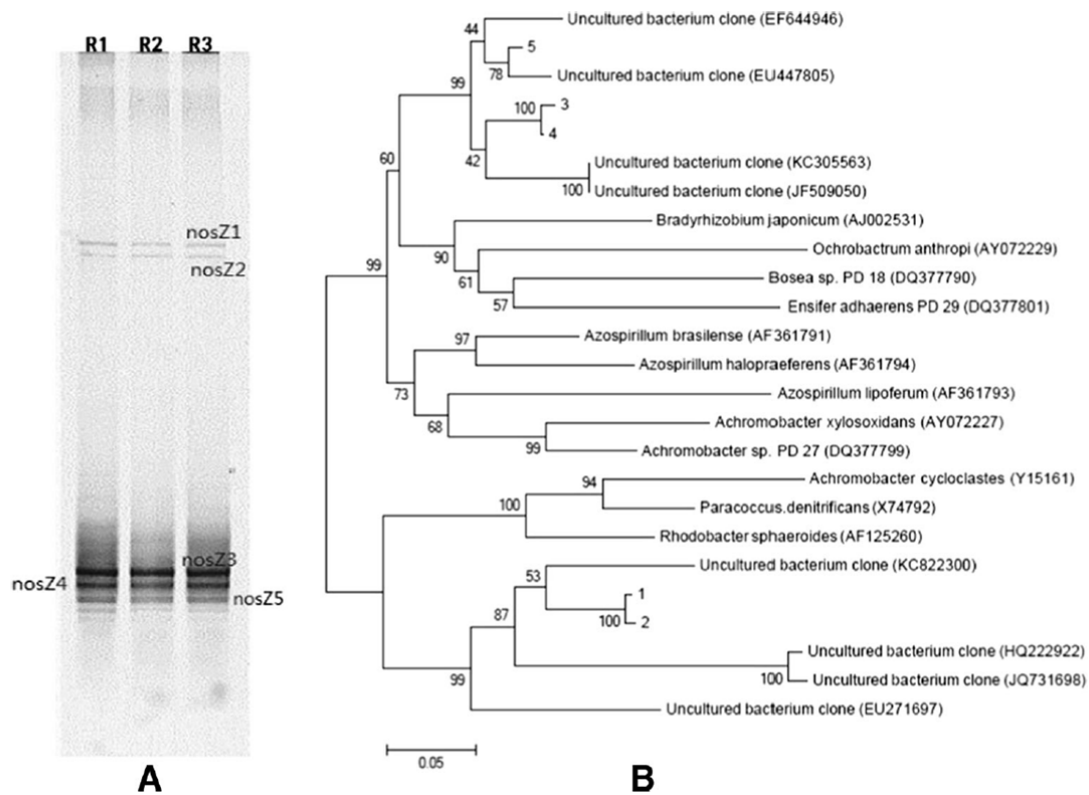 R1 R2 R3
nosZ1
nosZ2
nosZ3
nosZ4
nosZ5
A
44
Uncultured bacterium clone (EF644946)
5
78
Uncultured bacterium clone (EU447805)
99
100
3
4
42
Uncultured bacterium clone (KC305563)
100
Uncultured bacterium clone (JF509050)
60
Bradyrhizobium japonicum (AJ002531)
90
Ochrobactrum anthropi (AY072229)
61
Bosea sp. PD 18 (DQ377790)
57
Ensifer adhaerens PD 29 (DQ377801)
99
97
Azospirillum brasilense (AF361791)
Azospirillum halopraeferens (AF361794)
73
Azospirillum lipoferum (AF361793)
68
Achromobacter xylosoxidans (AY072227)
99
Achromobacter sp. PD 27 (DQ377799)
94
Achromobacter cycloclastes (Y15161)
100
Paracoccus.denitrificans (X74792)
Rhodobacter sphaeroides (AF125260)
53
Uncultured bacterium clone (KC822300)
1
100
2
87
Uncultured bacterium clone (HQ222922)
100
Uncultured bacterium clone (JQ731698)
99
Uncultured bacterium clone (EU271697)
0.05
B